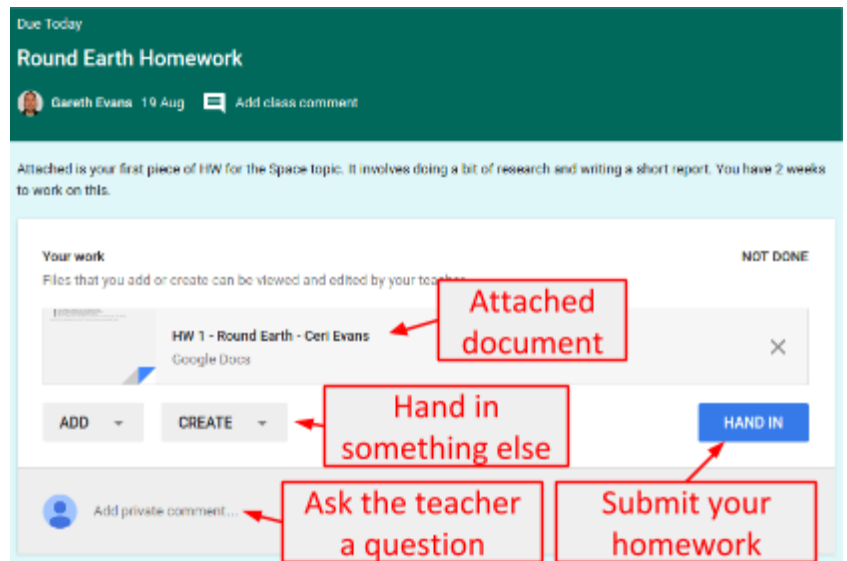 Due Today
Round Earth Homework
Gareth Evans 19 Aug Add class comment
Attached is your first piece of HW for the Space topic. It involves doing a bit of research and writing a short report. You have 2 weeks
to work on this.
Your work NOT DONE
Files that you add or create can be viewed and edited by your teacher
Attached
document
HW 1 - Round Earth - Ceri Evans
Google Docs
ADD CREATE
Hand in
something else
HAND IN
Add private comment...
Ask the teacher
a question
Submit your
homework